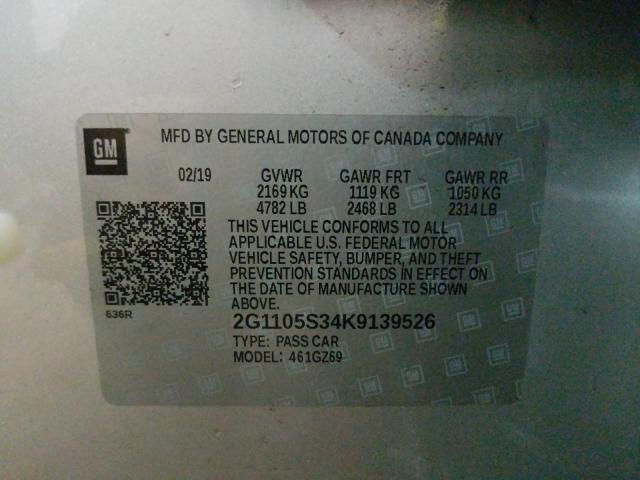 GM
MFD BY GENERAL MOTORS OF CANADA COMPANY
02/19 GVWR GAWR FRT GAWR RR
2169 KG 1119 KG 1050 KG
4782 LB 2468 LB 2314 LB
THIS VEHICLE CONFORMS TO ALL
APPLICABLE U.S. FEDERAL MOTOR
VEHICLE SAFETY, BUMPER, AND THEFT
PREVENTION STANDARDS IN EFFECT ON
THE DATE OF MANUFACTURE SHOWN
ABOVE.
636R
2G1105S34K9139526
TYPE: PASS CAR
MODEL: 461GZ69